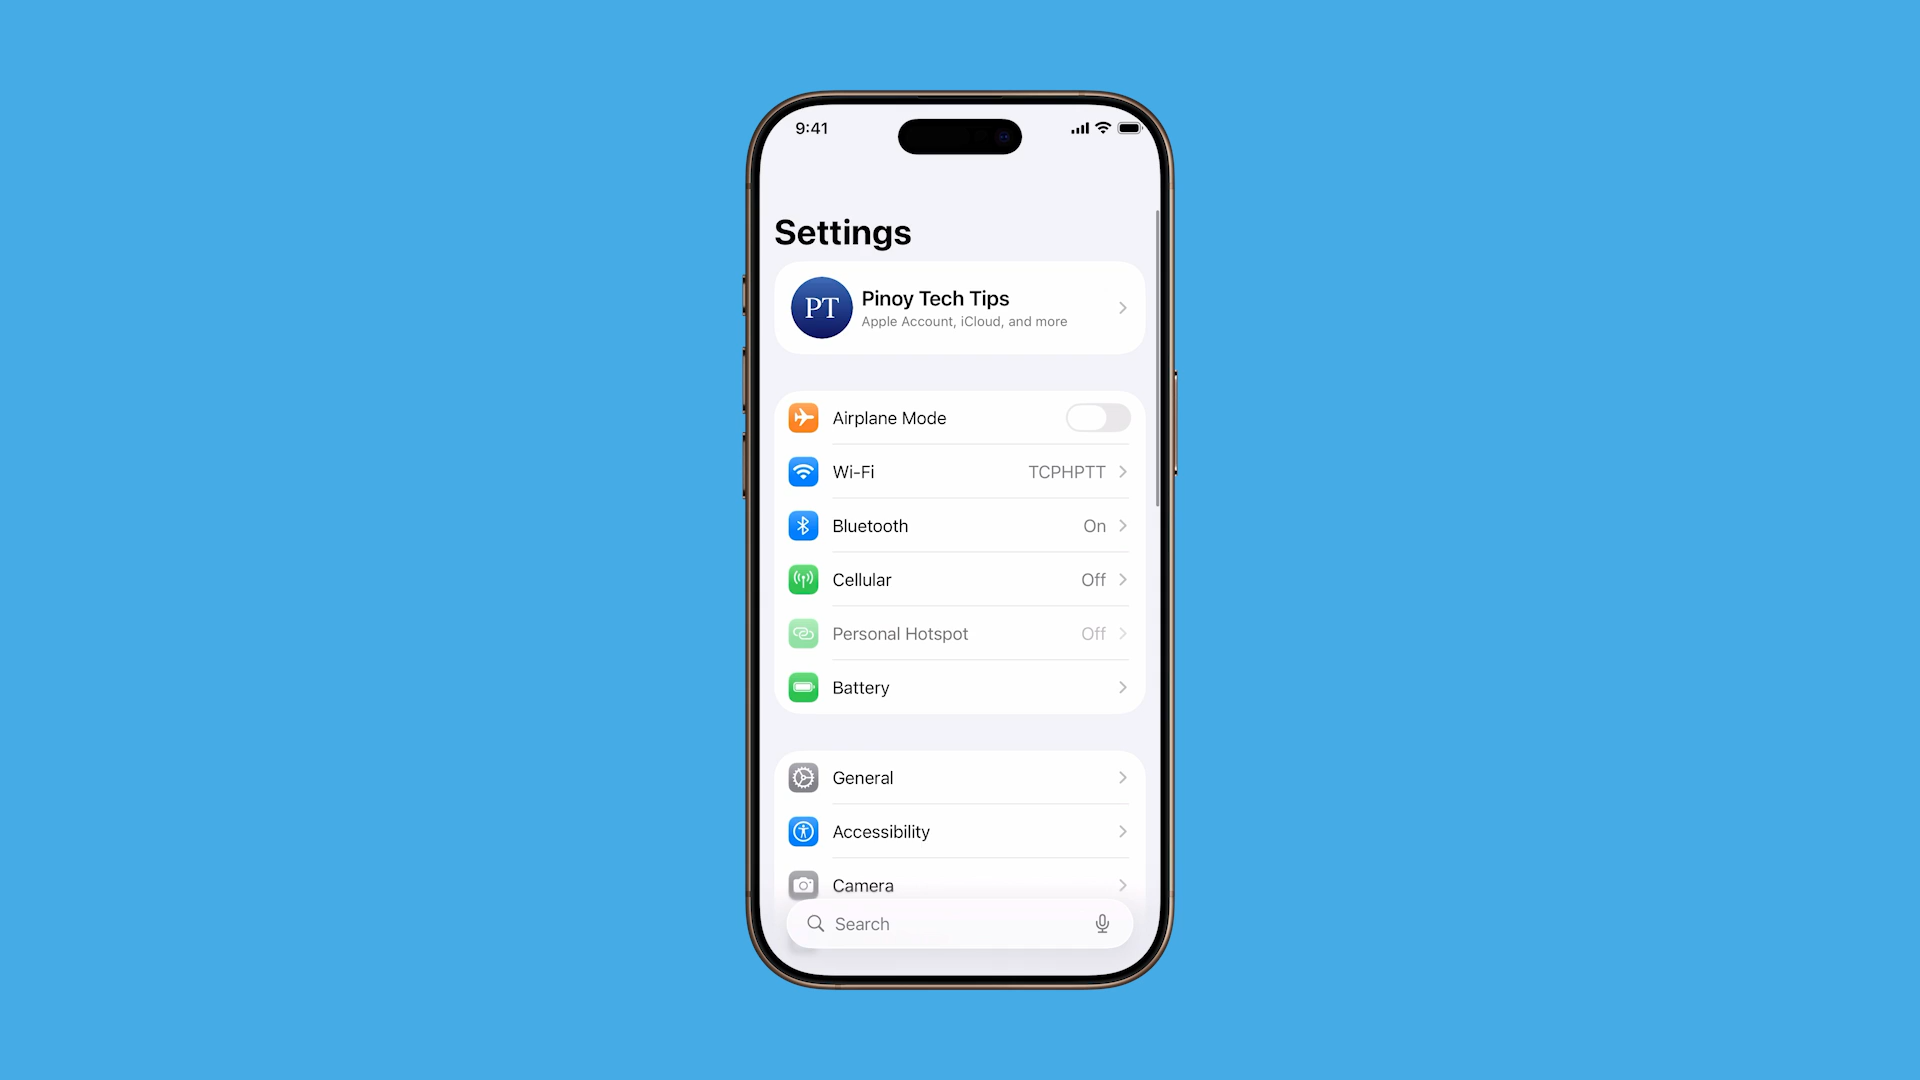 9:41
Settings
PT
Pinoy Tech Tips
Apple Account, iCloud, and more
Airplane Mode
Wi-Fi TCPHPTT
Bluetooth On
Cellular Off
Personal Hotspot Off
Battery
General
Accessibility
Camera
Search